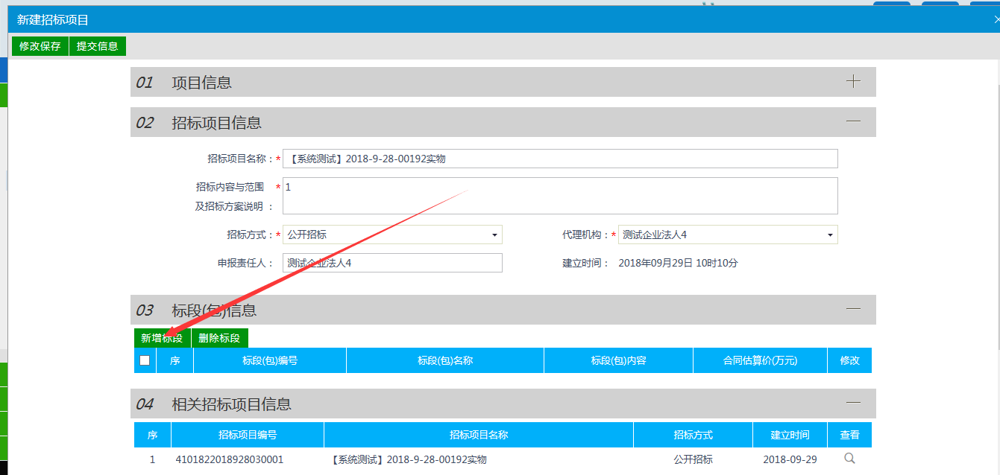 新建招标项目
修改保存 提交信息
01 项目信息
02 招标项目信息
招标项目名称：* 【系统测试】2018-9-28-00192实物
招标内容与范围 * 1
及招标方案说明 ：
招标方式：* 公开招标 代理机构：* 测试企业法人4
申报责任人： 测试企业法人4 建立时间： 2018年09月29日 10时10分
03 标段(包)信息
新增标段 删除标段
序 标段(包)编号 标段(包)名称 标段(包)内容 合同估算价(万元) 修改
04 相关招标项目信息
序 招标项目编号 招标项目名称 招标方式 建立时间 查看
1 4101822018928030001 【系统测试】2018-9-28-00192实物 公开招标 2018-09-29